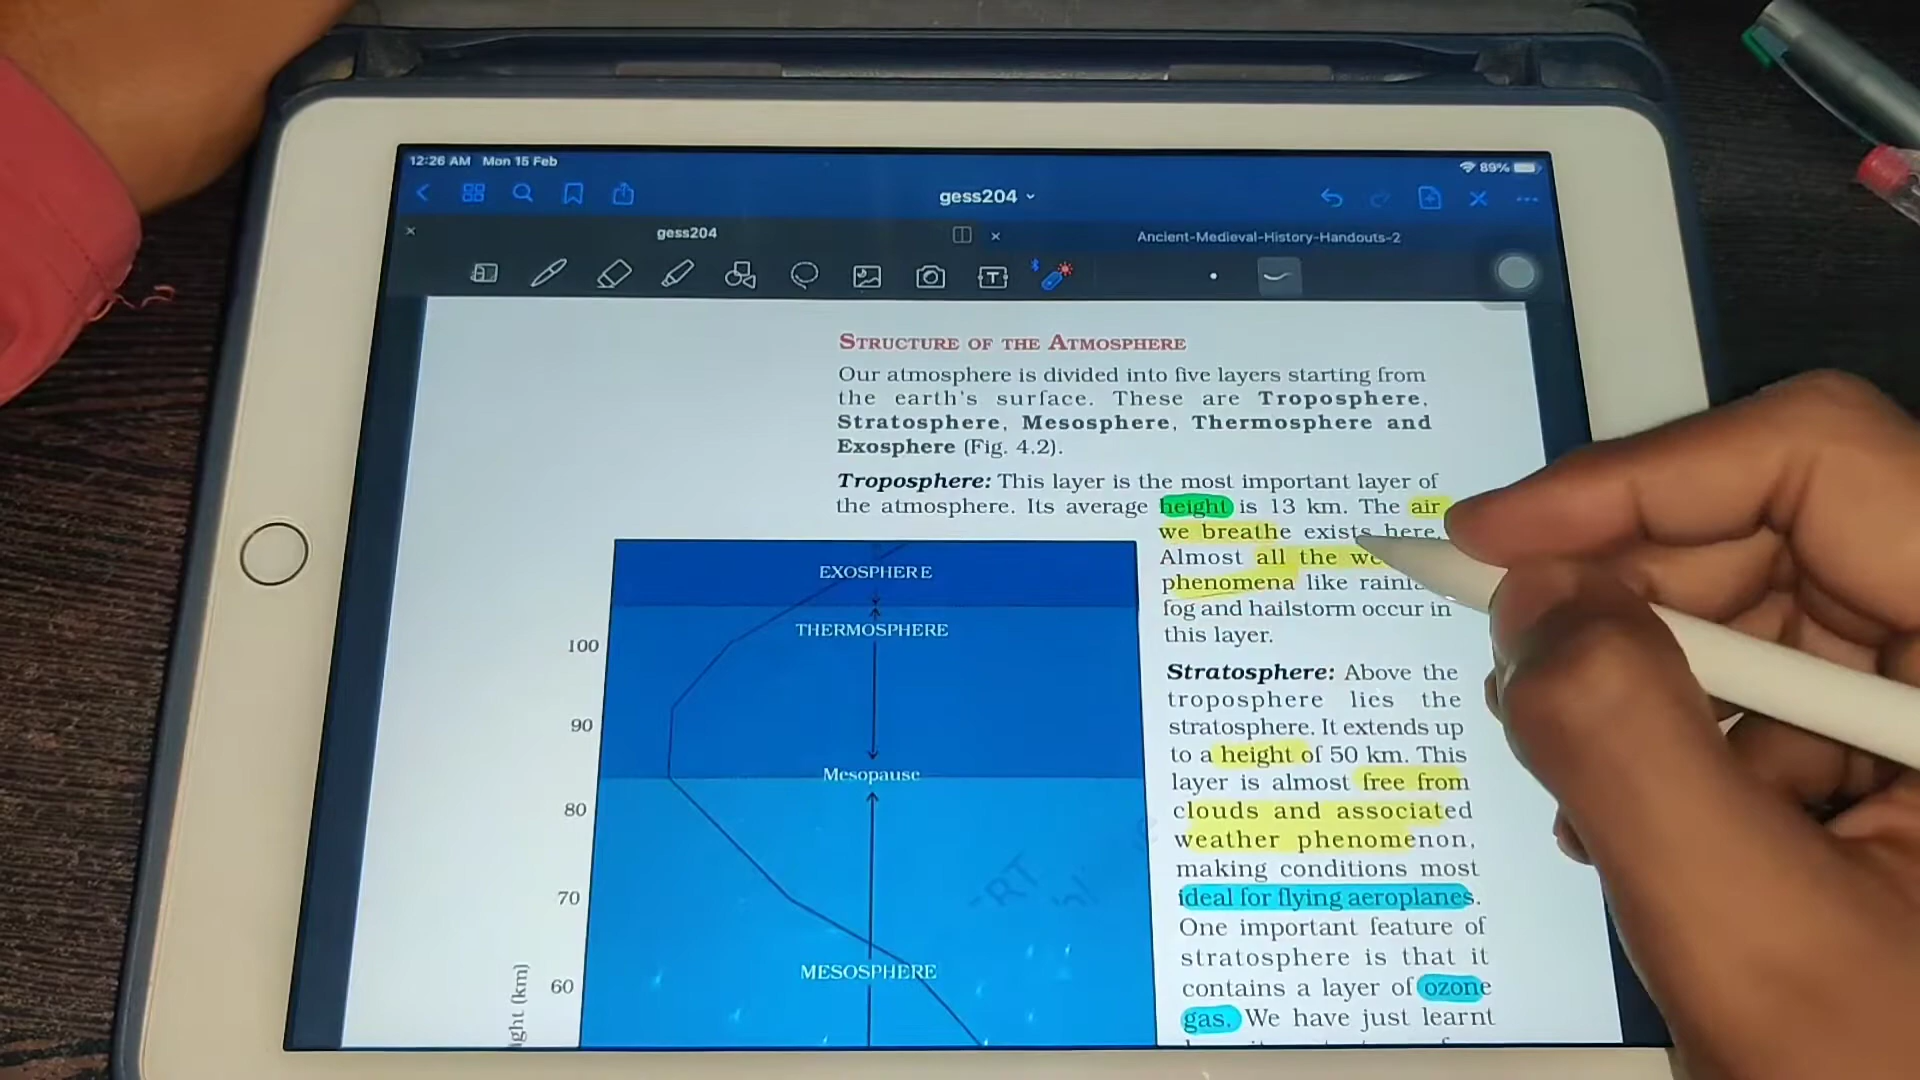 12:26 AM Mon 15 Feb
89%
gess204
gess204
Ancient-Medieval-History-Handouts-2
STRUCTURE OF THE ATMOSPHERE
Our atmosphere is divided into five layers starting from
the earth's surface. These are Troposphere,
Stratosphere, Mesosphere, Thermosphere and
Exosphere (Fig. 4.2).
Troposphere: This layer is the most important layer of
the atmosphere. Its average height is 13 km. The air
we breathe exists here.
Almost all the
phenomena like
fog and hailstorm occur in
this layer.
Stratosphere: Above the
troposphere lies the
stratosphere. It extends up
to a height of 50 km. This
layer is almost free from
clouds and associated
weather phenomenon,
making conditions most
ideal for flying aeroplanes.
One important feature of
stratosphere is that it
contains a layer of ozone
gas. We have just learnt
EXOSPHERE
THERMOSPHERE
100
90
Mesopause
80
70
MESOSPHERE
60
(km)